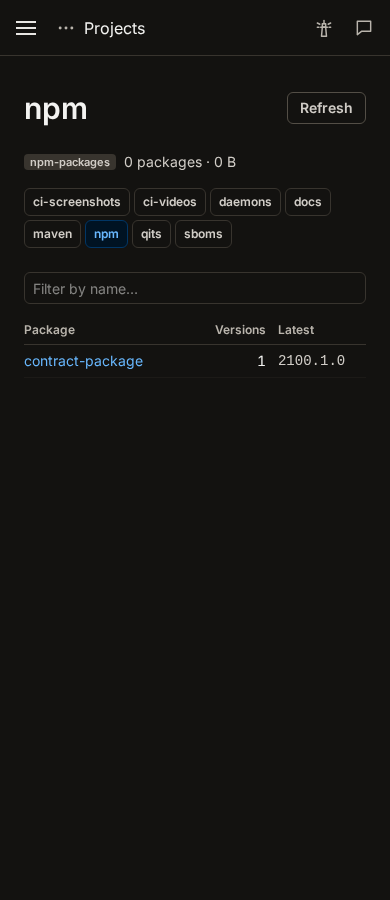 ··· Projects
npm Refresh
npm-packages 0 packages · 0 B
ci-screenshots ci-videos daemons docs
maven npm qits sboms
Filter by name...
Package Versions Latest
contract-package 1 2100.1.0